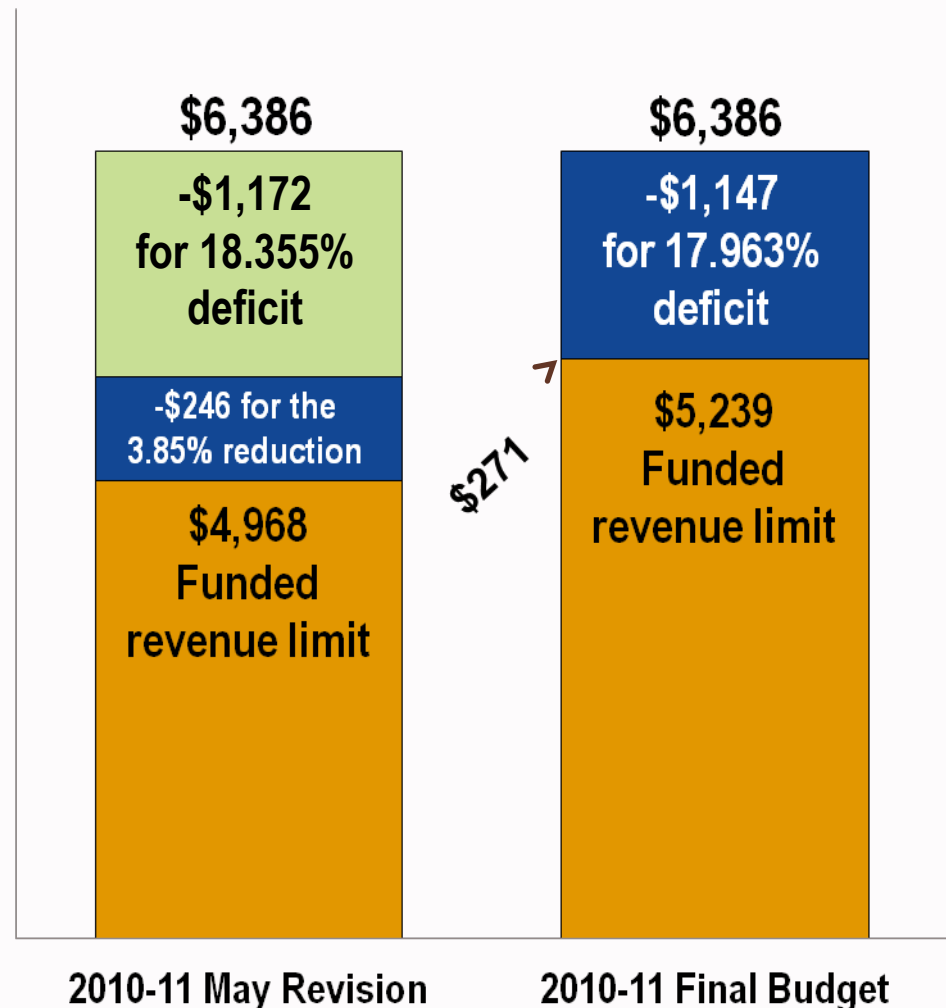 $6,386
-$1,172
for 18.355%
deficit
-$246 for the
3.85% reduction
$4,968
Funded
revenue limit
2010-11 May Revision
$271
$6,386
-$1,147
for 17.963%
deficit
$5,239
Funded
revenue limit
2010-11 Final Budget